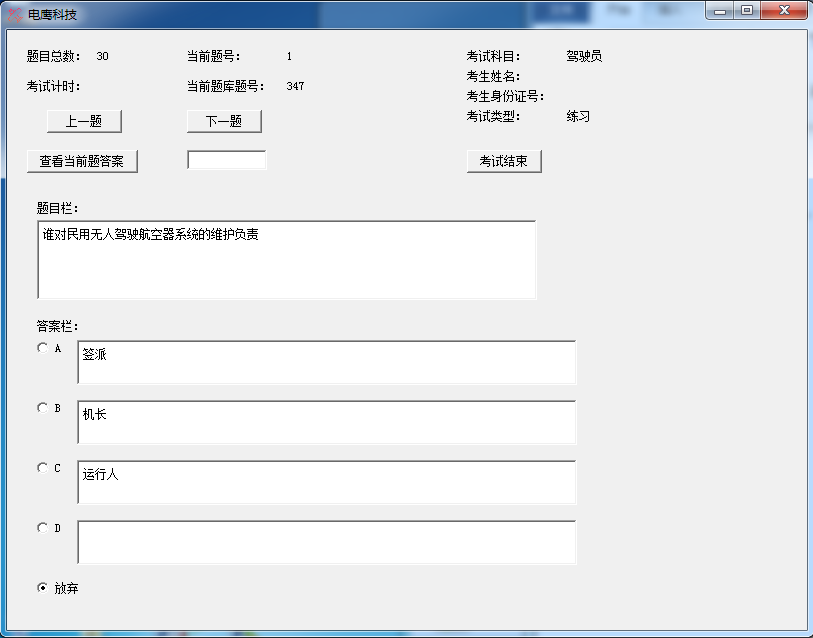 电鹰科技
题目总数： 30 当前题号： 1 考试科目： 驾驶员
考试计时： 当前题库题号： 347 考生姓名：
考生身份证号：
考试类型： 练习
上一题 下一题
查看当前题答案 考试结束
题目栏：
谁对民用无人驾驶航空器系统的维护负责
答案栏：
A 签派
B 机长
C 运行人
D
放弃